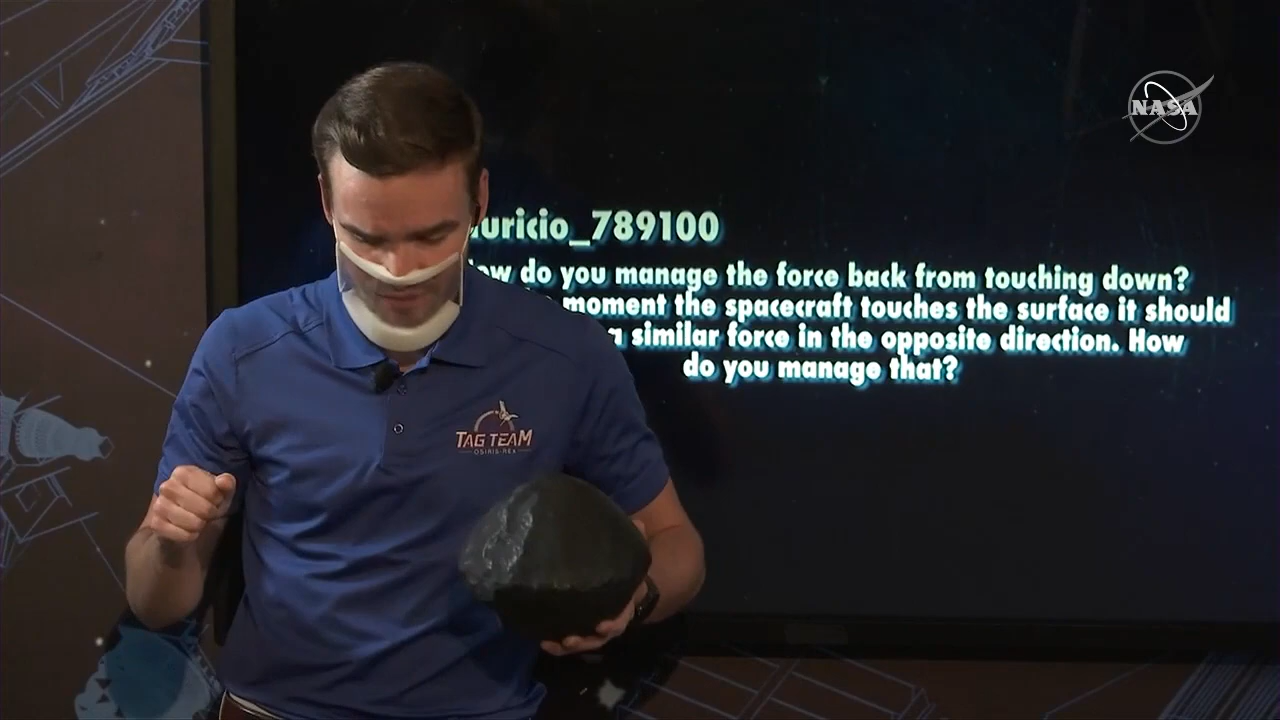 NASA
uricio_789100
ow do you manage the force back from touching down?
moment the spacecraft touches the surface it should
a similar force in the opposite direction. How
do you manage that?
TAG TEAM
OSIRIS-REx